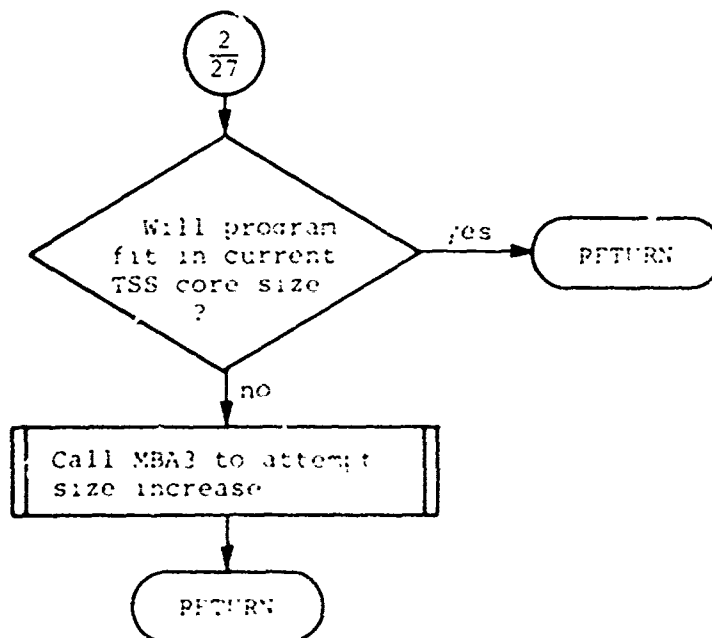 2
27
Will program
fit in current
TSS core size
?
yes
RETURN
no
Call MBA3 to attempt
size increase
RETURN